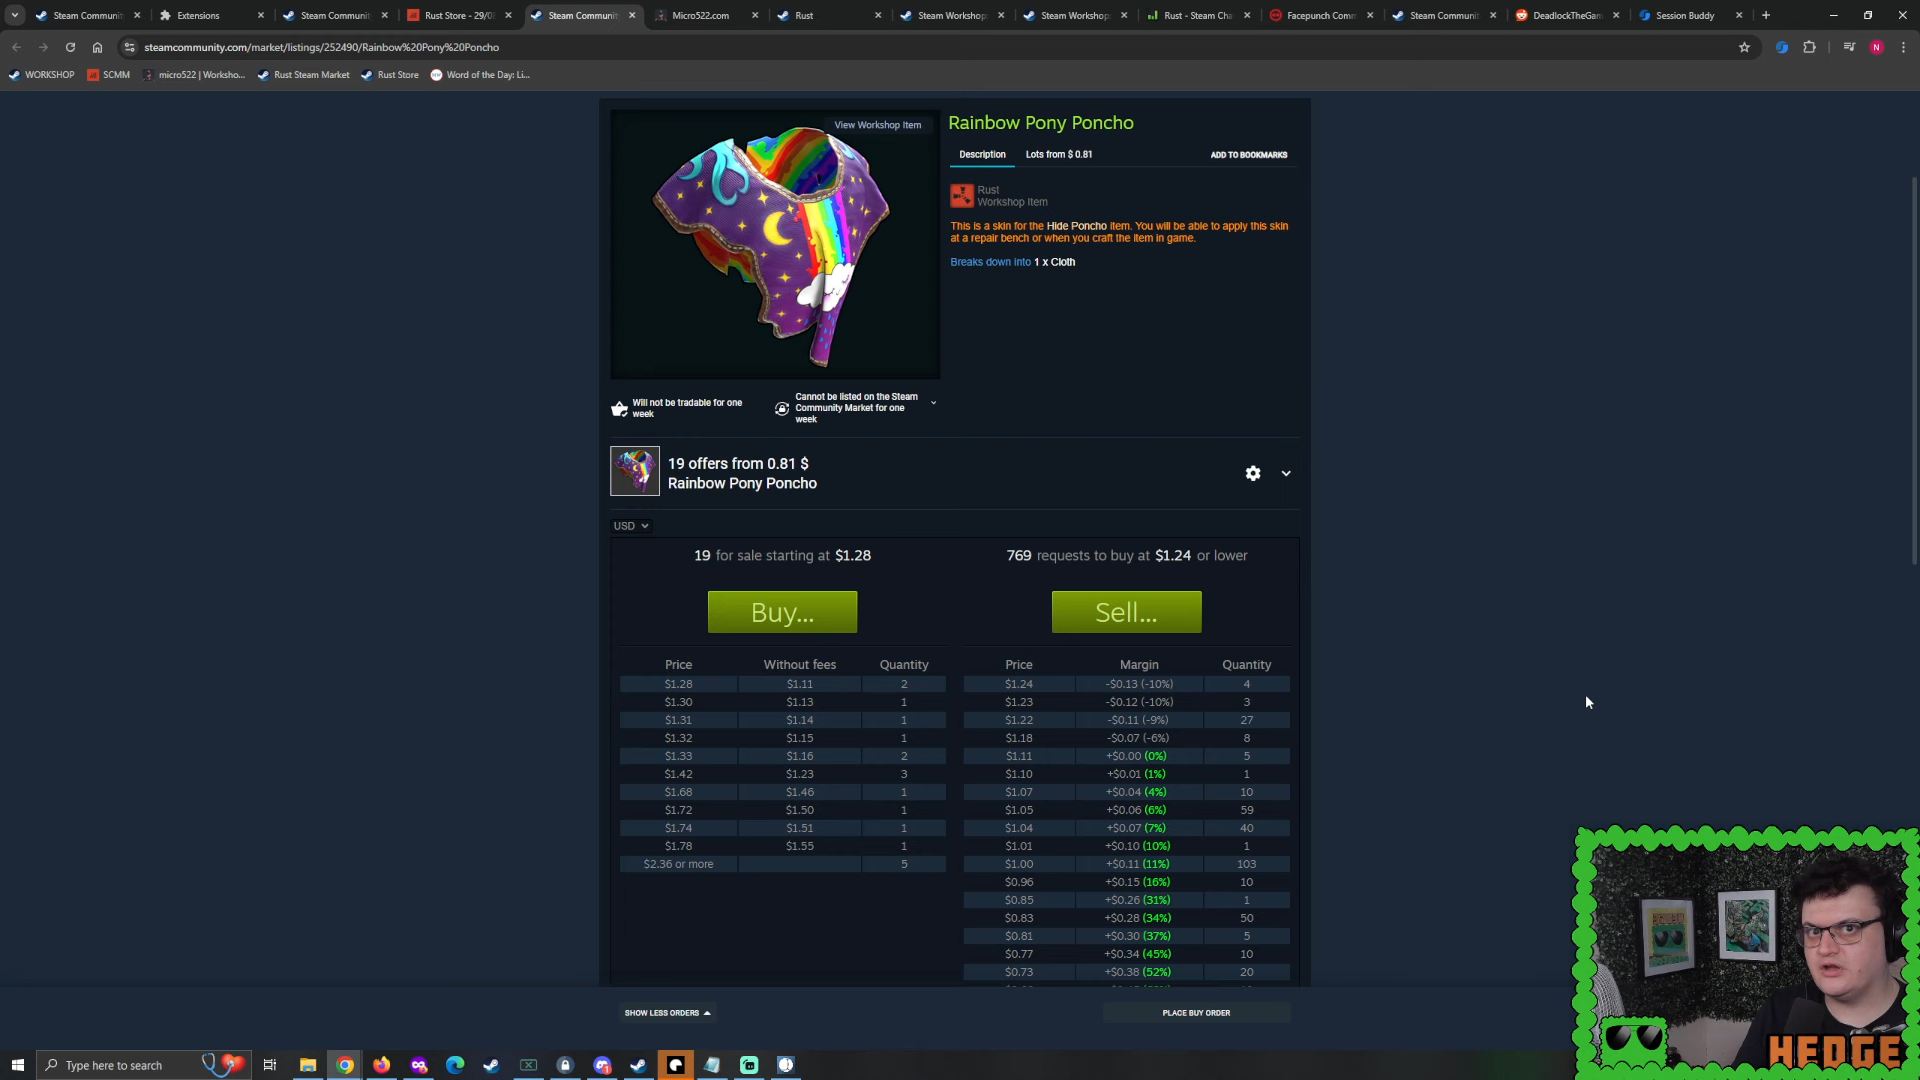 Steam Communit
Extensions
Steam Communit
Rust Store - 29/0
Steam Communit
Micro522.com
Rust
Steam Workshop
Steam Workshop
Rust - Steam Cha
Facepunch Comm
Steam Communit
DeadlockTheGam
Session Buddy
steamcommunity.com/market/listings/252490/Rainbow%20Pony%20Poncho
N
WORKSHOP
SCMM
micro522 | Worksho...
Rust Steam Market
Rust Store
Word of the Day: Li...
View Workshop Item
Rainbow Pony Poncho
Description
Lots from $ 0.81
ADD TO BOOKMARKS
Rust
Workshop Item
This is a skin for the Hide Poncho item. You will be able to apply this skin
at a repair bench or when you craft the item in game.
Breaks down into 1 x Cloth
Will not be tradable for one
week
Cannot be listed on the Steam
Community Market for one
week
19 offers from 0.81 $
Rainbow Pony Poncho
USD
19 for sale starting at $1.28
769 requests to buy at $1.24 or lower
Buy...
Sell...
Price Without fees Quantity
$1.28 $1.11 2
$1.30 $1.13 1
$1.31 $1.14 1
$1.32 $1.15 1
$1.33 $1.16 2
$1.42 $1.23 3
$1.68 $1.46 1
$1.72 $1.50 1
$1.74 $1.51 1
$1.78 $1.55 1
$2.36 or more 5
Price Margin Quantity
$1.24 -$0.13 (-10%) 4
$1.23 -$0.12 (-10%) 3
$1.22 -$0.11 (-9%) 27
$1.18 -$0.07 (-6%) 8
$1.11 +$0.00 (0%) 5
$1.10 +$0.01 (1%) 1
$1.07 +$0.04 (4%) 10
$1.05 +$0.06 (6%) 59
$1.04 +$0.07 (7%) 40
$1.01 +$0.10 (10%) 1
$1.00 +$0.11 (11%) 103
$0.96 +$0.15 (16%) 10
$0.85 +$0.26 (31%) 1
$0.83 +$0.28 (34%) 50
$0.81 +$0.30 (37%) 5
$0.77 +$0.34 (45%) 10
$0.73 +$0.38 (52%) 20
SHOW LESS ORDERS
PLACE BUY ORDER
HEDGE
Type here to search